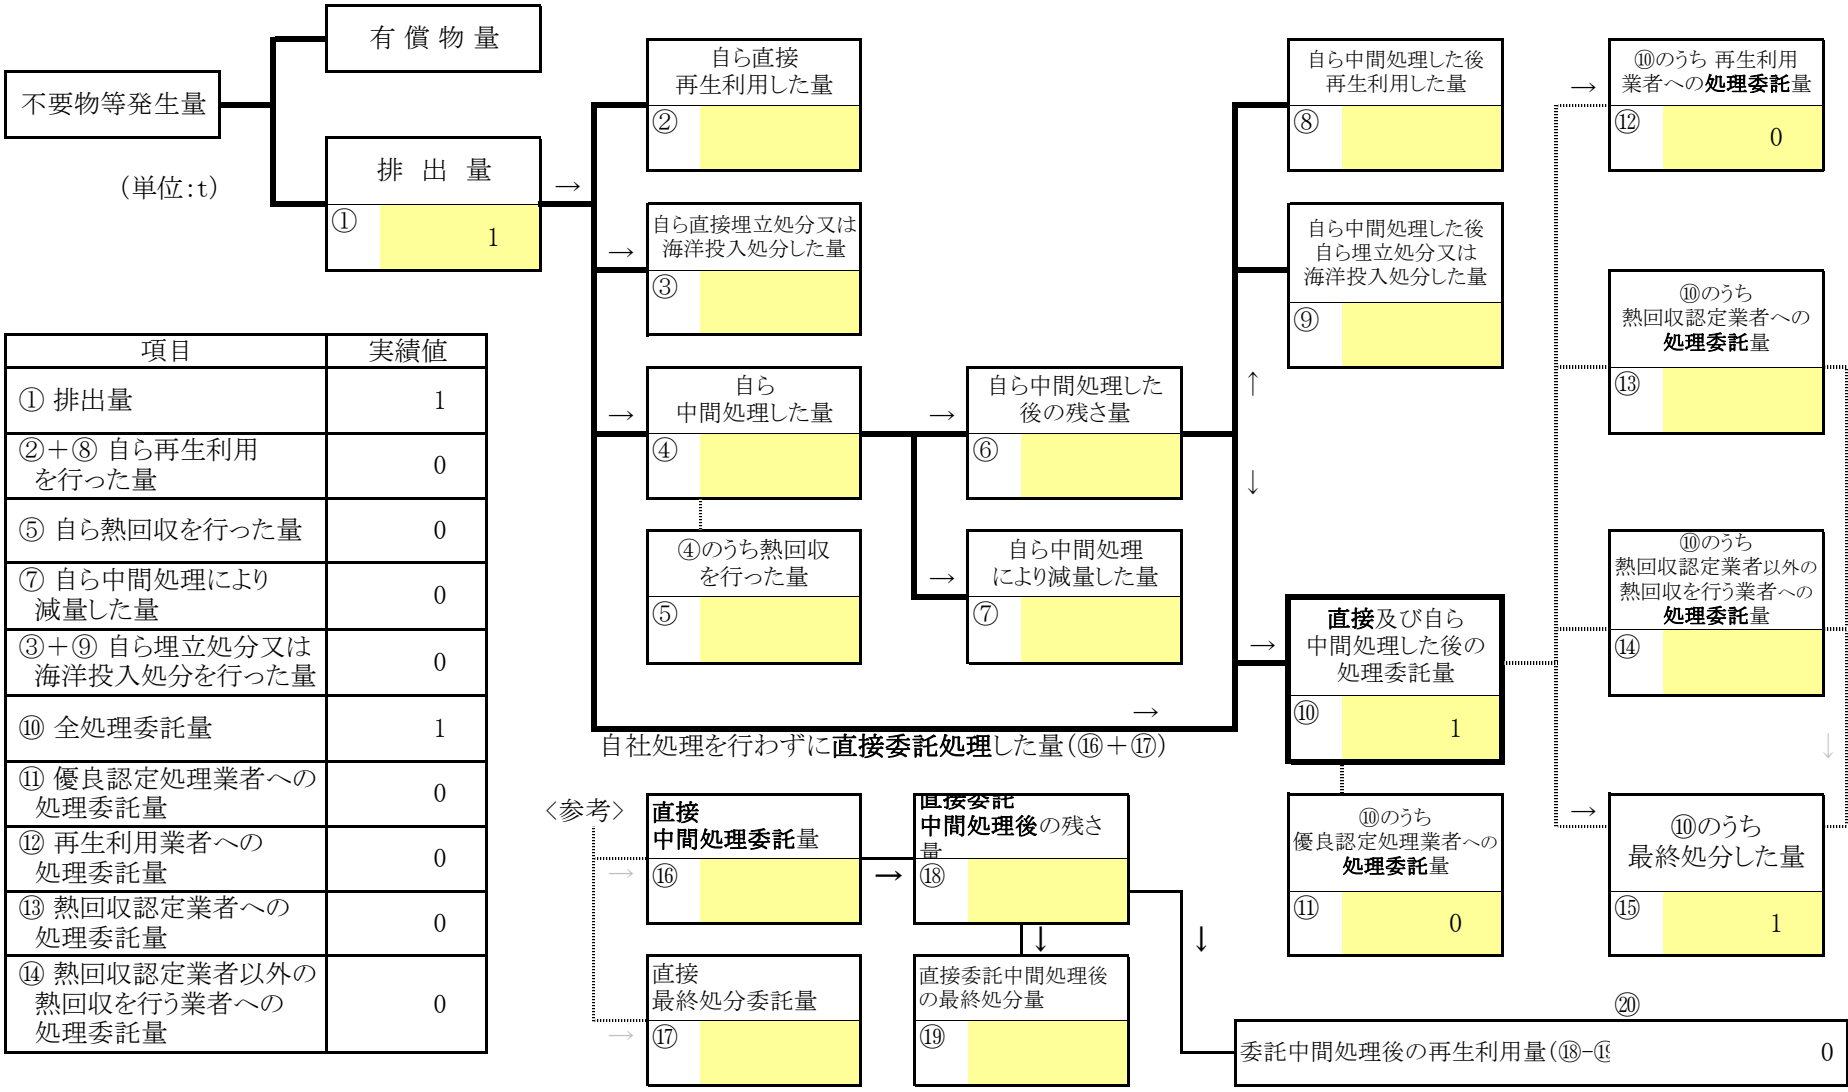 有 償 物 量
不要物等発生量
(単位:t)
排 出 量
→
①
1
自ら直接
再生利用した量
②
→
自ら直接埋立処分又は
海洋投入処分した量
③
→
自ら
中間処理した量
④
④のうち熱回収
を行った量
⑤
→
自ら中間処理した
後の残さ量
⑥
→
自ら中間処理
により減量した量
⑦
自ら中間処理した後
再生利用した量
⑧
自ら中間処理した後
自ら埋立処分又は
海洋投入処分した量
⑨
↑
↓
→
直接及び自ら
中間処理した後の
処理委託量
⑩
1
→
自社処理を行わずに直接委託処理した量(⑯+⑰)
⑩のうち
優良認定処理業者への
処理委託量
⑪
0
→
⑩のうち 再生利用
業者への処理委託量
⑫
0
⑩のうち
熱回収認定業者への
処理委託量
⑬
⑩のうち
熱回収認定業者以外の
熱回収を行う業者への
処理委託量
⑭
↓
→
⑩のうち
最終処分した量
⑮
1
項目 実績値
① 排出量 1
②+⑧ 自ら再生利用
を行った量 0
⑤ 自ら熱回収を行った量 0
⑦ 自ら中間処理により
減量した量 0
③+⑨ 自ら埋立処分又は
海洋投入処分を行った量 0
⑩ 全処理委託量 1
⑪ 優良認定処理業者への
処理委託量 0
⑫ 再生利用業者への
処理委託量 0
⑬ 熱回収認定業者への
処理委託量 0
⑭ 熱回収認定業者以外の
熱回収を行う業者への
処理委託量 0
<参考>
→
直接
中間処理委託量
⑯
→
直接委託
中間処理後の残さ
量
⑱
↓
↓
→
直接
最終処分委託量
⑰
直接委託中間処理後
の最終処分量
⑲
⑳
委託中間処理後の再生利用量(⑱-⑲
0